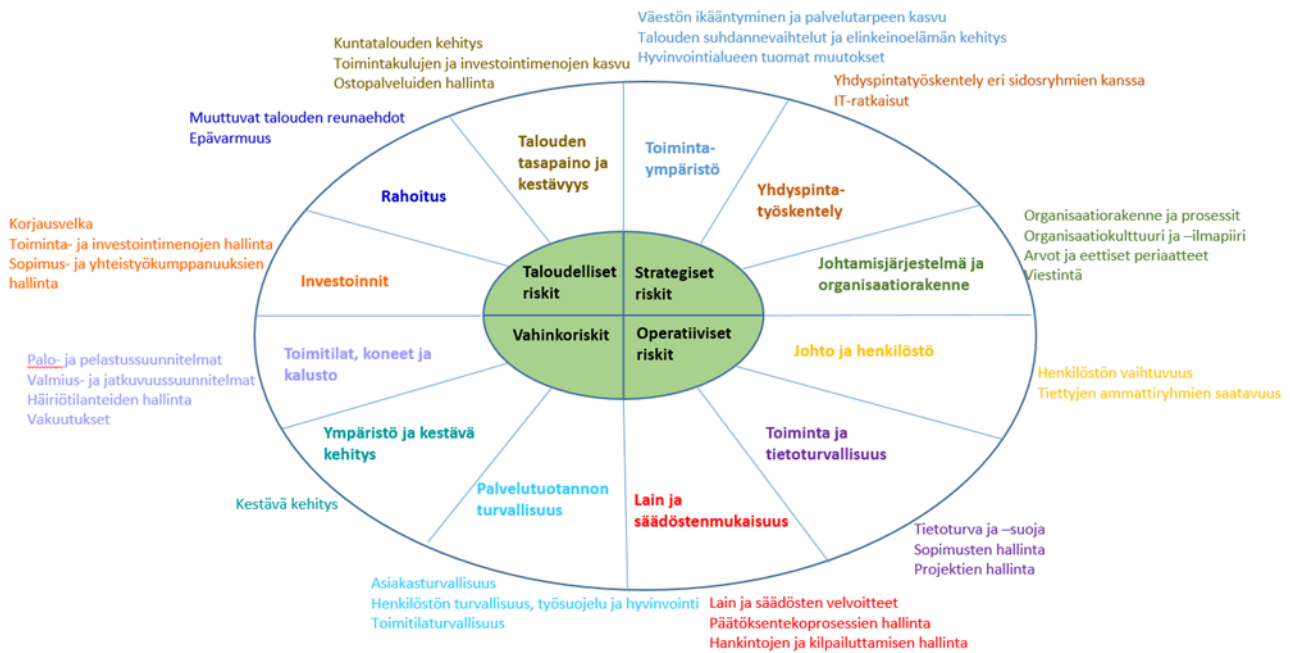 Väestön ikääntyminen ja palvelutarpeen kasvu
Talouden suhdannevaihtelut ja elinkeinoelämän kehitys
Hyvinvointialueen tuomat muutokset
Kuntatalouden kehitys
Toimintakulujen ja investointimenojen kasvu
Ostopalveluiden hallinta
Yhdyspintatyöskentely eri sidosryhmien kanssa
IT-ratkaisut
Muuttuvat talouden reunaehdot
Epävarmuus
Talouden
tasapaino ja
kestävyys
Toiminta-
ympäristö
Rahoitus
Yhdyspinta-
työskentely
Korjausvelka
Toiminta- ja investointimenojen hallinta
Sopimus- ja yhteistyökumppanuuksien
hallinta
Organisaatiorakenne ja prosessit
Organisaatiokulttuuri ja –ilmapiiri
Arvot ja eettiset periaatteet
Viestintä
Investoinnit
Taloudelliset
riskit
Strategiset
riskit
Johtamisjärjestelmä ja
organisaatiorakenne
Vahinkoriskit
Operatiiviset
riskit
Toimitilat, koneet ja
kalusto
Johto ja henkilöstö
Palo- ja pelastussuunnitelmat
Valmius- ja jatkuvuussuunnitelmat
Häiriötilanteiden hallinta
Vakuutukset
Henkilöstön vaihtuvuus
Tiettyjen ammattiryhmien saatavuus
Ympäristö ja kestävä
kehitys
Toiminta ja
tietoturvallisuus
Kestävä kehitys
Palvelutuotannon
turvallisuus
Lain ja
säädöstenmukaisuus
Tietoturva ja –suoja
Sopimusten hallinta
Projektien hallinta
Asiakasturvallisuus
Henkilöstön turvallisuus, työsuojelu ja hyvinvointi
Toimitilaturvallisuus
Lain ja säädösten velvoitteet
Päätöksentekoprosessien hallinta
Hankintojen ja kilpailuttamisen hallinta